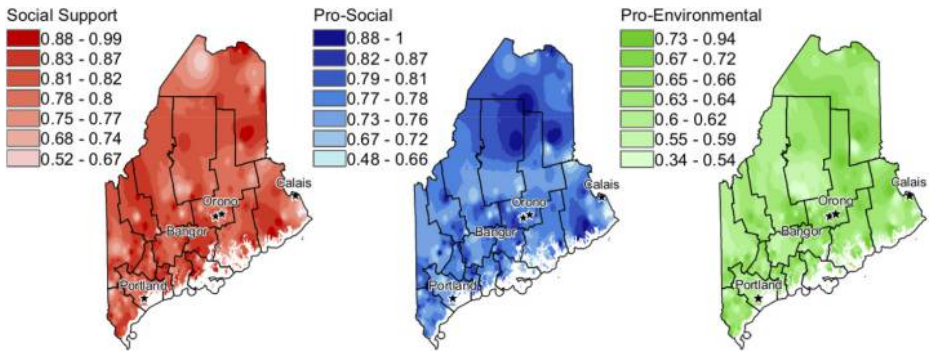 Social Support
0.88 - 0.99
0.83 - 0.87
0.81 - 0.82
0.78 - 0.8
0.75 - 0.77
0.68 - 0.74
0.52 - 0.67
Calais
Orono
Bangor
Portland
Pro-Social
0.88 - 1
0.82 - 0.87
0.79 - 0.81
0.77 - 0.78
0.73 - 0.76
0.67 - 0.72
0.48 - 0.66
Calais
Orono
Bangor
Portland
Pro-Environmental
0.73 - 0.94
0.67 - 0.72
0.65 - 0.66
0.63 - 0.64
0.6 - 0.62
0.55 - 0.59
0.34 - 0.54
Calais
Orono
Bangor
Portland